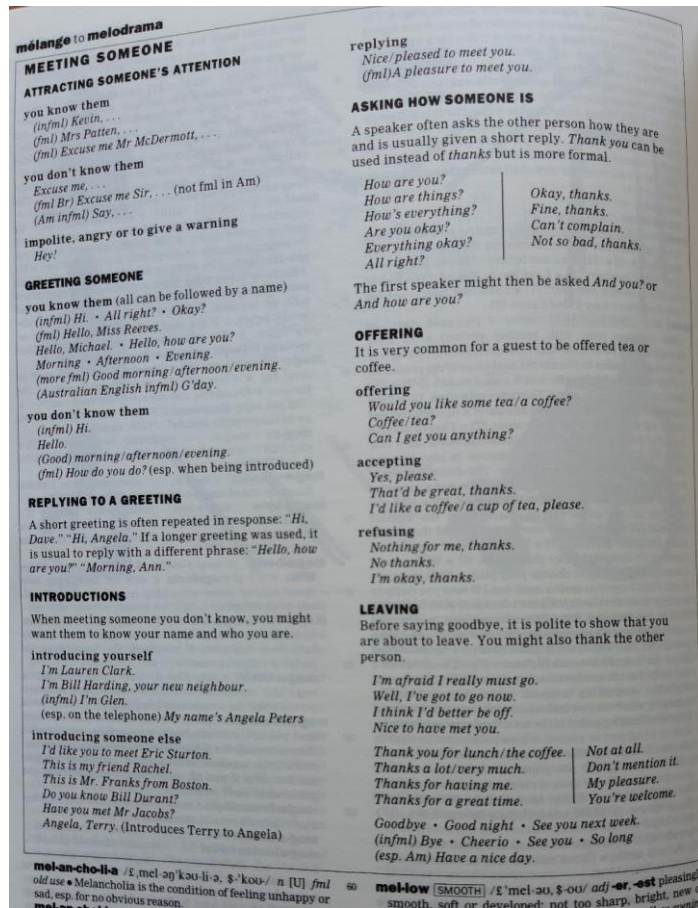 mélange to melodrama
MEETING SOMEONE
ATTRACTING SOMEONE'S ATTENTION
you know them
(infml) Kevin, . . .
(fml) Mrs Patten, . . .
(fml) Excuse me Mr McDermott, . . .
you don't know them
Excuse me, . . .
(fml Br) Excuse me Sir, . . . (not fml in Am)
(Am infml) Say, . . .
impolite, angry or to give a warning
Hey!
GREETING SOMEONE
you know them (all can be followed by a name)
(infml) Hi. • All right? • Okay?
(fml) Hello, Miss Reeves.
Hello, Michael. • Hello, how are you?
Morning • Afternoon • Evening.
(more fml) Good morning/afternoon/evening.
(Australian English infml) G'day.
you don't know them
(infml) Hi.
Hello.
(Good) morning/afternoon/evening.
(fml) How do you do? (esp. when being introduced)
REPLYING TO A GREETING
A short greeting is often repeated in response: "Hi,
Dave." "Hi, Angela." If a longer greeting was used, it
is usual to reply with a different phrase: "Hello, how
are you?" "Morning, Ann."
INTRODUCTIONS
When meeting someone you don't know, you might
want them to know your name and who you are.
introducing yourself
I'm Lauren Clark.
I'm Bill Harding, your new neighbour.
(infml) I'm Glen.
(esp. on the telephone) My name's Angela Peters
introducing someone else
I'd like you to meet Eric Sturton.
This is my friend Rachel.
This is Mr. Franks from Boston.
Do you know Bill Durant?
Have you met Mr Jacobs?
Angela, Terry. (Introduces Terry to Angela)
replying
Nice/pleased to meet you.
(fml) A pleasure to meet you.
ASKING HOW SOMEONE IS
A speaker often asks the other person how they are
and is usually given a short reply. Thank you can be
used instead of thanks but is more formal.
How are you?
How are things?
How's everything?
Are you okay?
Everything okay?
All right?
Okay, thanks.
Fine, thanks.
Can't complain.
Not so bad, thanks.
The first speaker might then be asked And you? or
And how are you?
OFFERING
It is very common for a guest to be offered tea or
coffee.
offering
Would you like some tea/a coffee?
Coffee/tea?
Can I get you anything?
accepting
Yes, please.
That'd be great, thanks.
I'd like a coffee/a cup of tea, please.
refusing
Nothing for me, thanks.
No thanks.
I'm okay, thanks.
LEAVING
Before saying goodbye, it is polite to show that you
are about to leave. You might also thank the other
person.
I'm afraid I really must go.
Well, I've got to go now.
I think I'd better be off.
Nice to have met you.
Thank you for lunch/the coffee.
Thanks a lot/very much.
Thanks for having me.
Thanks for a great time.
Not at all.
Don't mention it.
My pleasure.
You're welcome.
Goodbye • Good night • See you next week.
(infml) Bye • Cheerio • See you • So long
(esp. Am) Have a nice day.
mel·an·cho·li·a /£ˌmel·əŋˈkəʊ·li·ə, $-ˈkoʊ-/ n [U] fml
old use • Melancholia is the condition of feeling unhappy or
sad, esp. for no obvious reason.
60
mel·low SMOOTH /£ˈmel·əʊ, $-oʊ/ adj -er, -est
smooth, soft or developed; not too sharp, bright, new